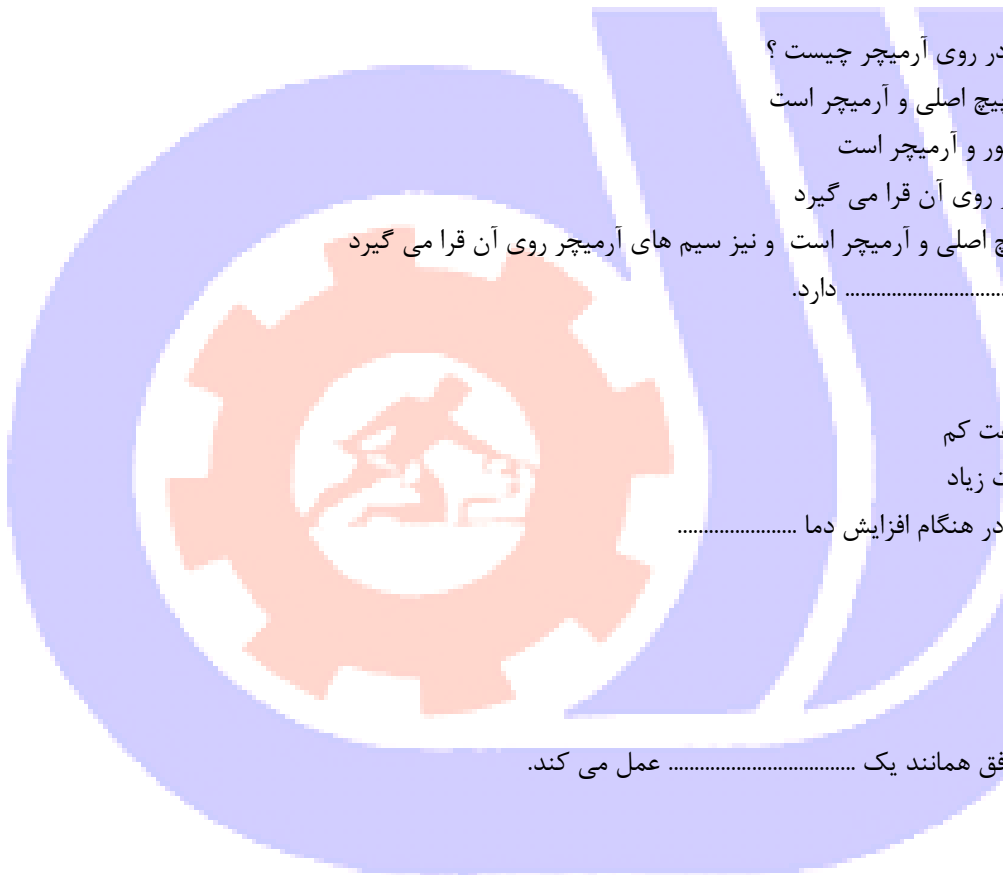 در روی آرمیچر چیست ؟
پیچ اصلی و آرمیچر است
ور و آرمیچر است
روی آن قرا می گیرد
چ اصلی و آرمیچر است و نیز سیم های آرمیچر روی آن قرا می گیرد
................................ دارد.
کم
زیاد
در هنگام افزایش دما ......................
همانند یک .................................. عمل می کند.